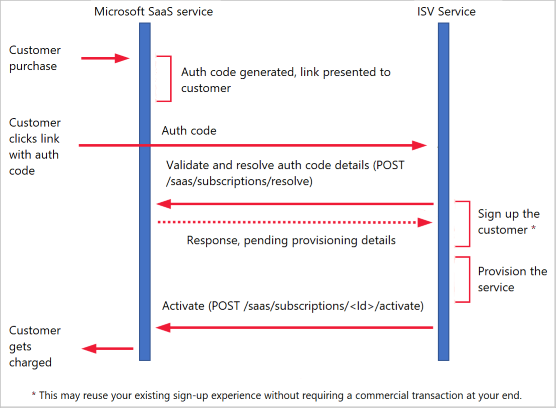 Microsoft SaaS service
ISV Service
Customer
purchase
Auth code generated, link presented to
customer
Customer
clicks link
with auth
code
Auth code
Validate and resolve auth code details (POST
/saas/subscriptions/resolve)
Sign up the
customer *
Response, pending provisioning details
Provision the
service
Activate (POST /saas/subscriptions/<Id>/activate)
Customer
gets
charged
* This may reuse your existing sign-up experience without requiring a commercial transaction at your end.